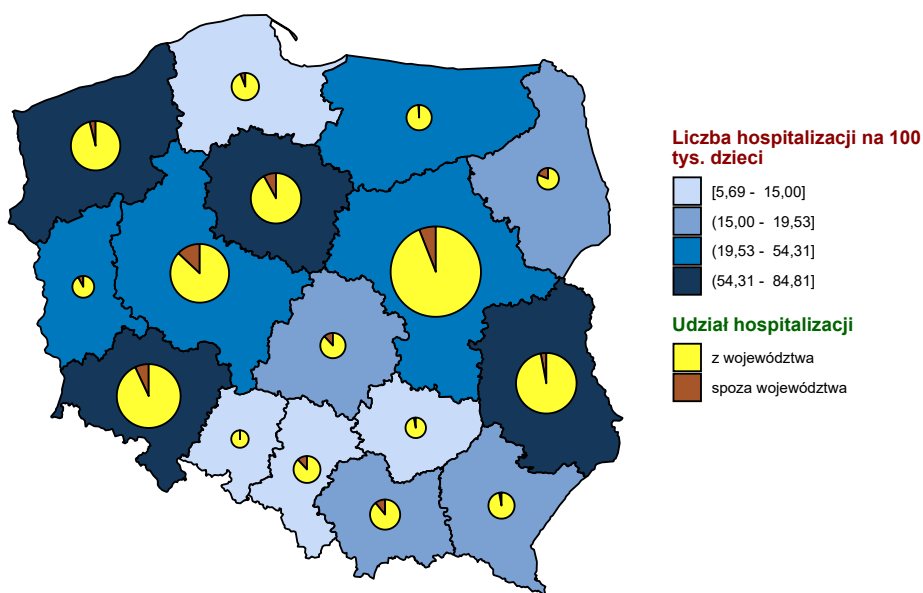 Liczba hospitalizacji na 100
tys. dzieci
[5,69 - 15,00]
(15,00 - 19,53]
(19,53 - 54,31]
(54,31 - 84,81]
Udział hospitalizacji
z województwa
spoza województwa